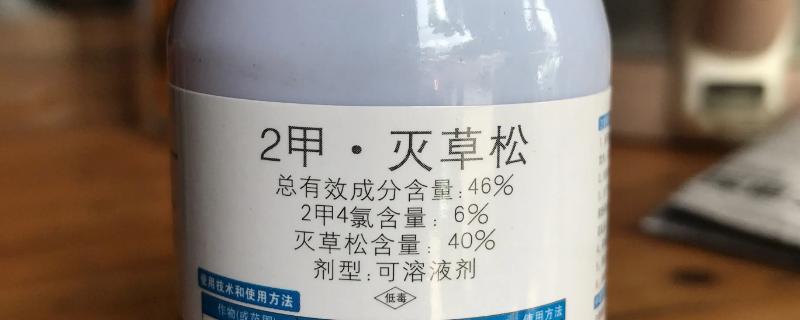 2甲·灭草松
总有效成分含量:46%
2甲4氯含量:6%
灭草松含量:40%
剂型:可溶液剂
低毒
使用技术和使用方法
使用方法